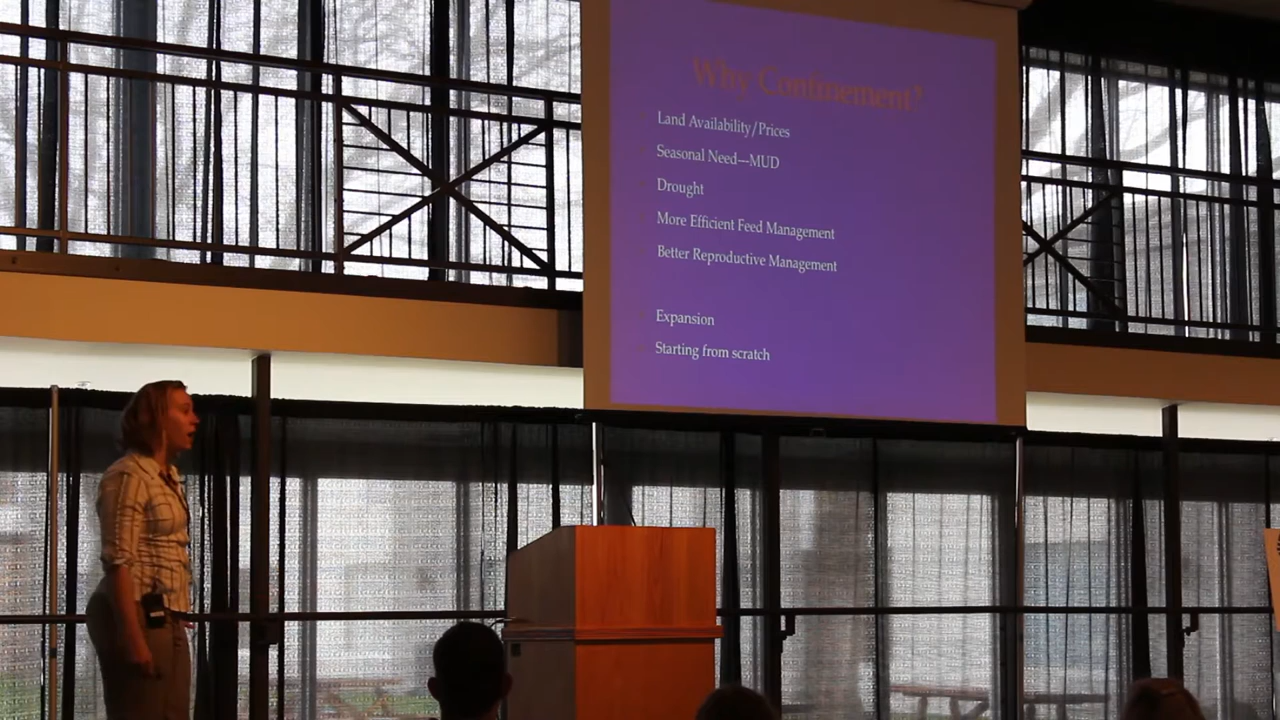 Why Confinement?
Land Availability/Prices
Seasonal Need---MUD
Drought
More Efficient Feed Management
Better Reproductive Management
Expansion
Starting from scratch